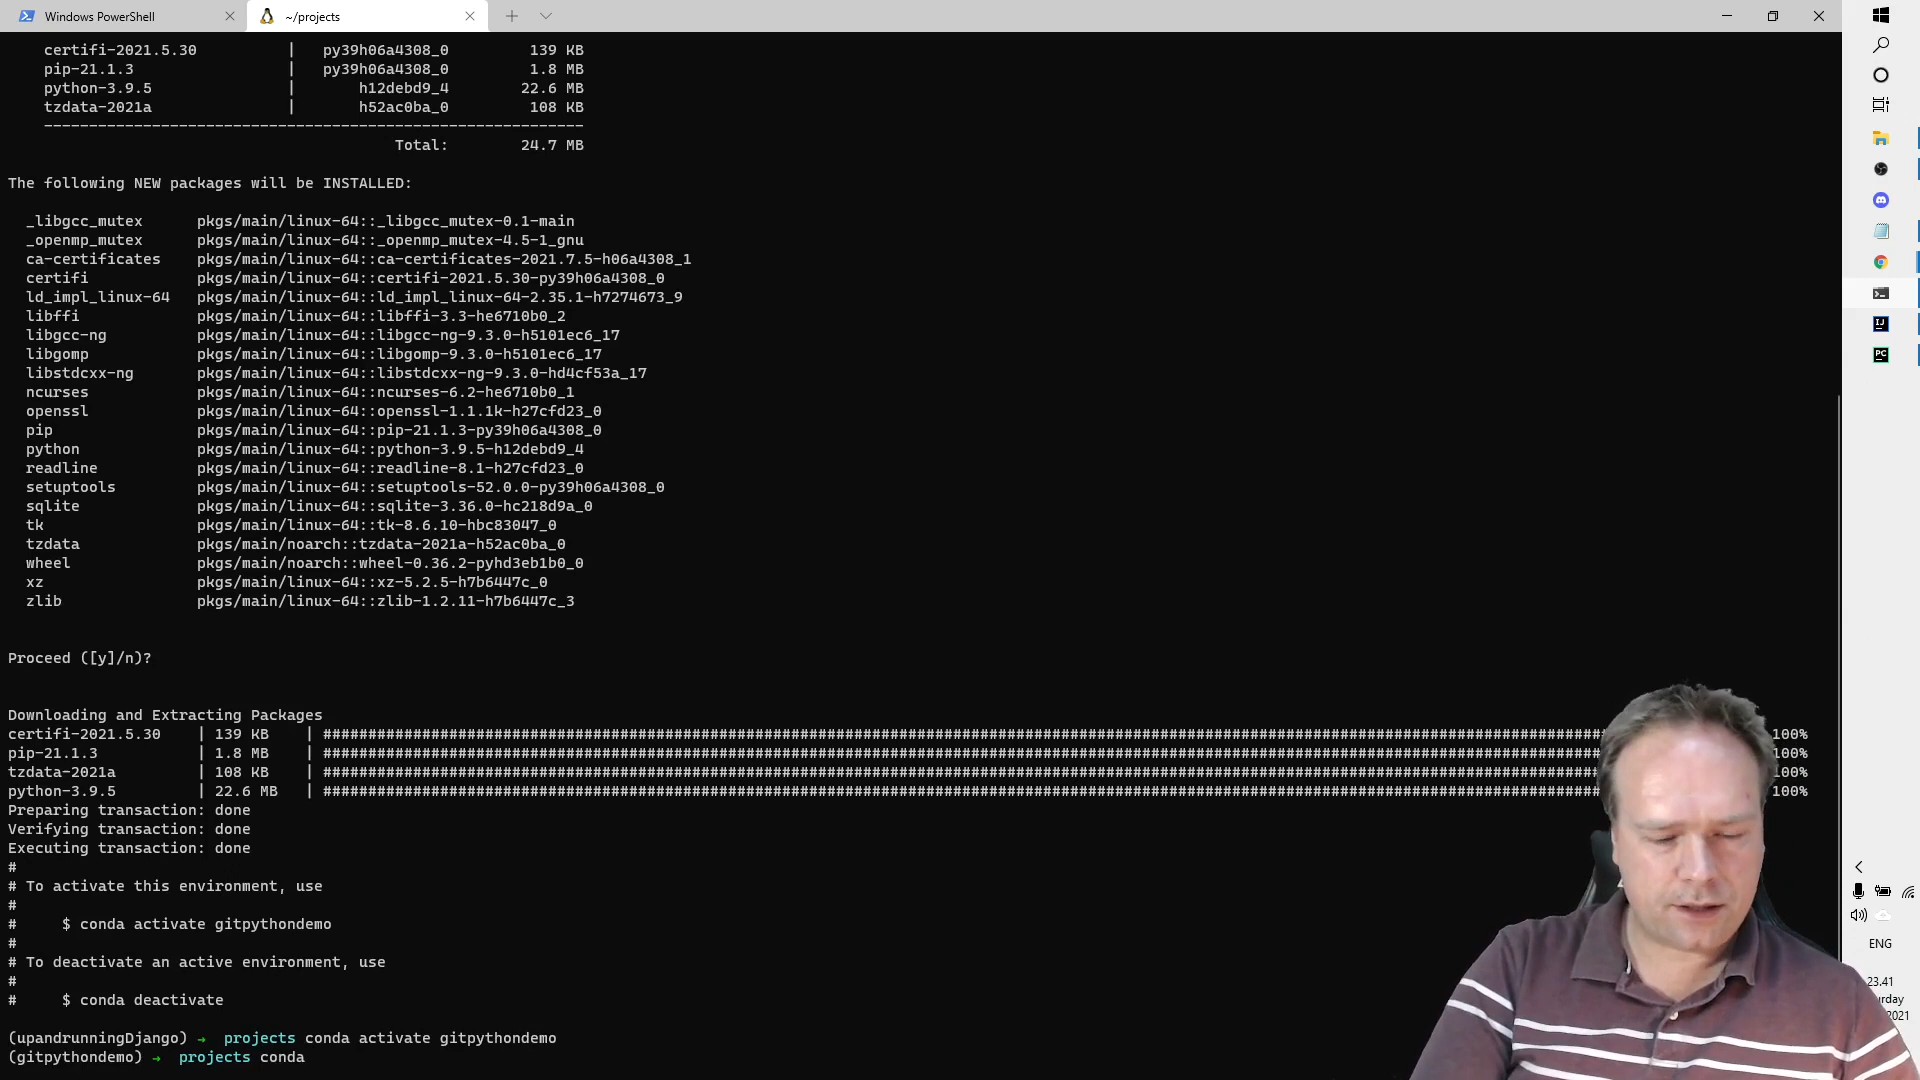 Windows PowerShell
~/projects
certifi-2021.5.30 | py39h06a4308_0 139 KB
pip-21.1.3 | py39h06a4308_0 1.8 MB
python-3.9.5 | h12debd9_4 22.6 MB
tzdata-2021a | h52ac0ba_0 108 KB
------------------------------------------------------------
Total: 24.7 MB
The following NEW packages will be INSTALLED:
_libgcc_mutex pkgs/main/linux-64::_libgcc_mutex-0.1-main
_openmp_mutex pkgs/main/linux-64::_openmp_mutex-4.5-1_gnu
ca-certificates pkgs/main/linux-64::ca-certificates-2021.7.5-h06a4308_1
certifi pkgs/main/linux-64::certifi-2021.5.30-py39h06a4308_0
ld_impl_linux-64 pkgs/main/linux-64::ld_impl_linux-64-2.35.1-h7274673_9
libffi pkgs/main/linux-64::libffi-3.3-he6710b0_2
libgcc-ng pkgs/main/linux-64::libgcc-ng-9.3.0-h5101ec6_17
libgomp pkgs/main/linux-64::libgomp-9.3.0-h5101ec6_17
libstdcxx-ng pkgs/main/linux-64::libstdcxx-ng-9.3.0-hd4cf53a_17
ncurses pkgs/main/linux-64::ncurses-6.2-he6710b0_1
openssl pkgs/main/linux-64::openssl-1.1.1k-h27cfd23_0
pip pkgs/main/linux-64::pip-21.1.3-py39h06a4308_0
python pkgs/main/linux-64::python-3.9.5-h12debd9_4
readline pkgs/main/linux-64::readline-8.1-h27cfd23_0
setuptools pkgs/main/linux-64::setuptools-52.0.0-py39h06a4308_0
sqlite pkgs/main/linux-64::sqlite-3.36.0-hc218d9a_0
tk pkgs/main/linux-64::tk-8.6.10-hbc83047_0
tzdata pkgs/main/noarch::tzdata-2021a-h52ac0ba_0
wheel pkgs/main/noarch::wheel-0.36.2-pyhd3eb1b0_0
xz pkgs/main/linux-64::xz-5.2.5-h7b6447c_0
zlib pkgs/main/linux-64::zlib-1.2.11-h7b6447c_3
Proceed ([y]/n)?
Downloading and Extracting Packages
certifi-2021.5.30 | 139 KB | ############################################################ 100%
pip-21.1.3 | 1.8 MB | ############################################################ 100%
tzdata-2021a | 108 KB | ############################################################ 100%
python-3.9.5 | 22.6 MB | ############################################################ 100%
Preparing transaction: done
Verifying transaction: done
Executing transaction: done
#
# To activate this environment, use
#
# $ conda activate gitpythondemo
#
# To deactivate an active environment, use
#
# $ conda deactivate
(upandrunningDjango) → projects conda activate gitpythondemo
(gitpythondemo) → projects conda
IJ
PC
ENG
23.41
2021